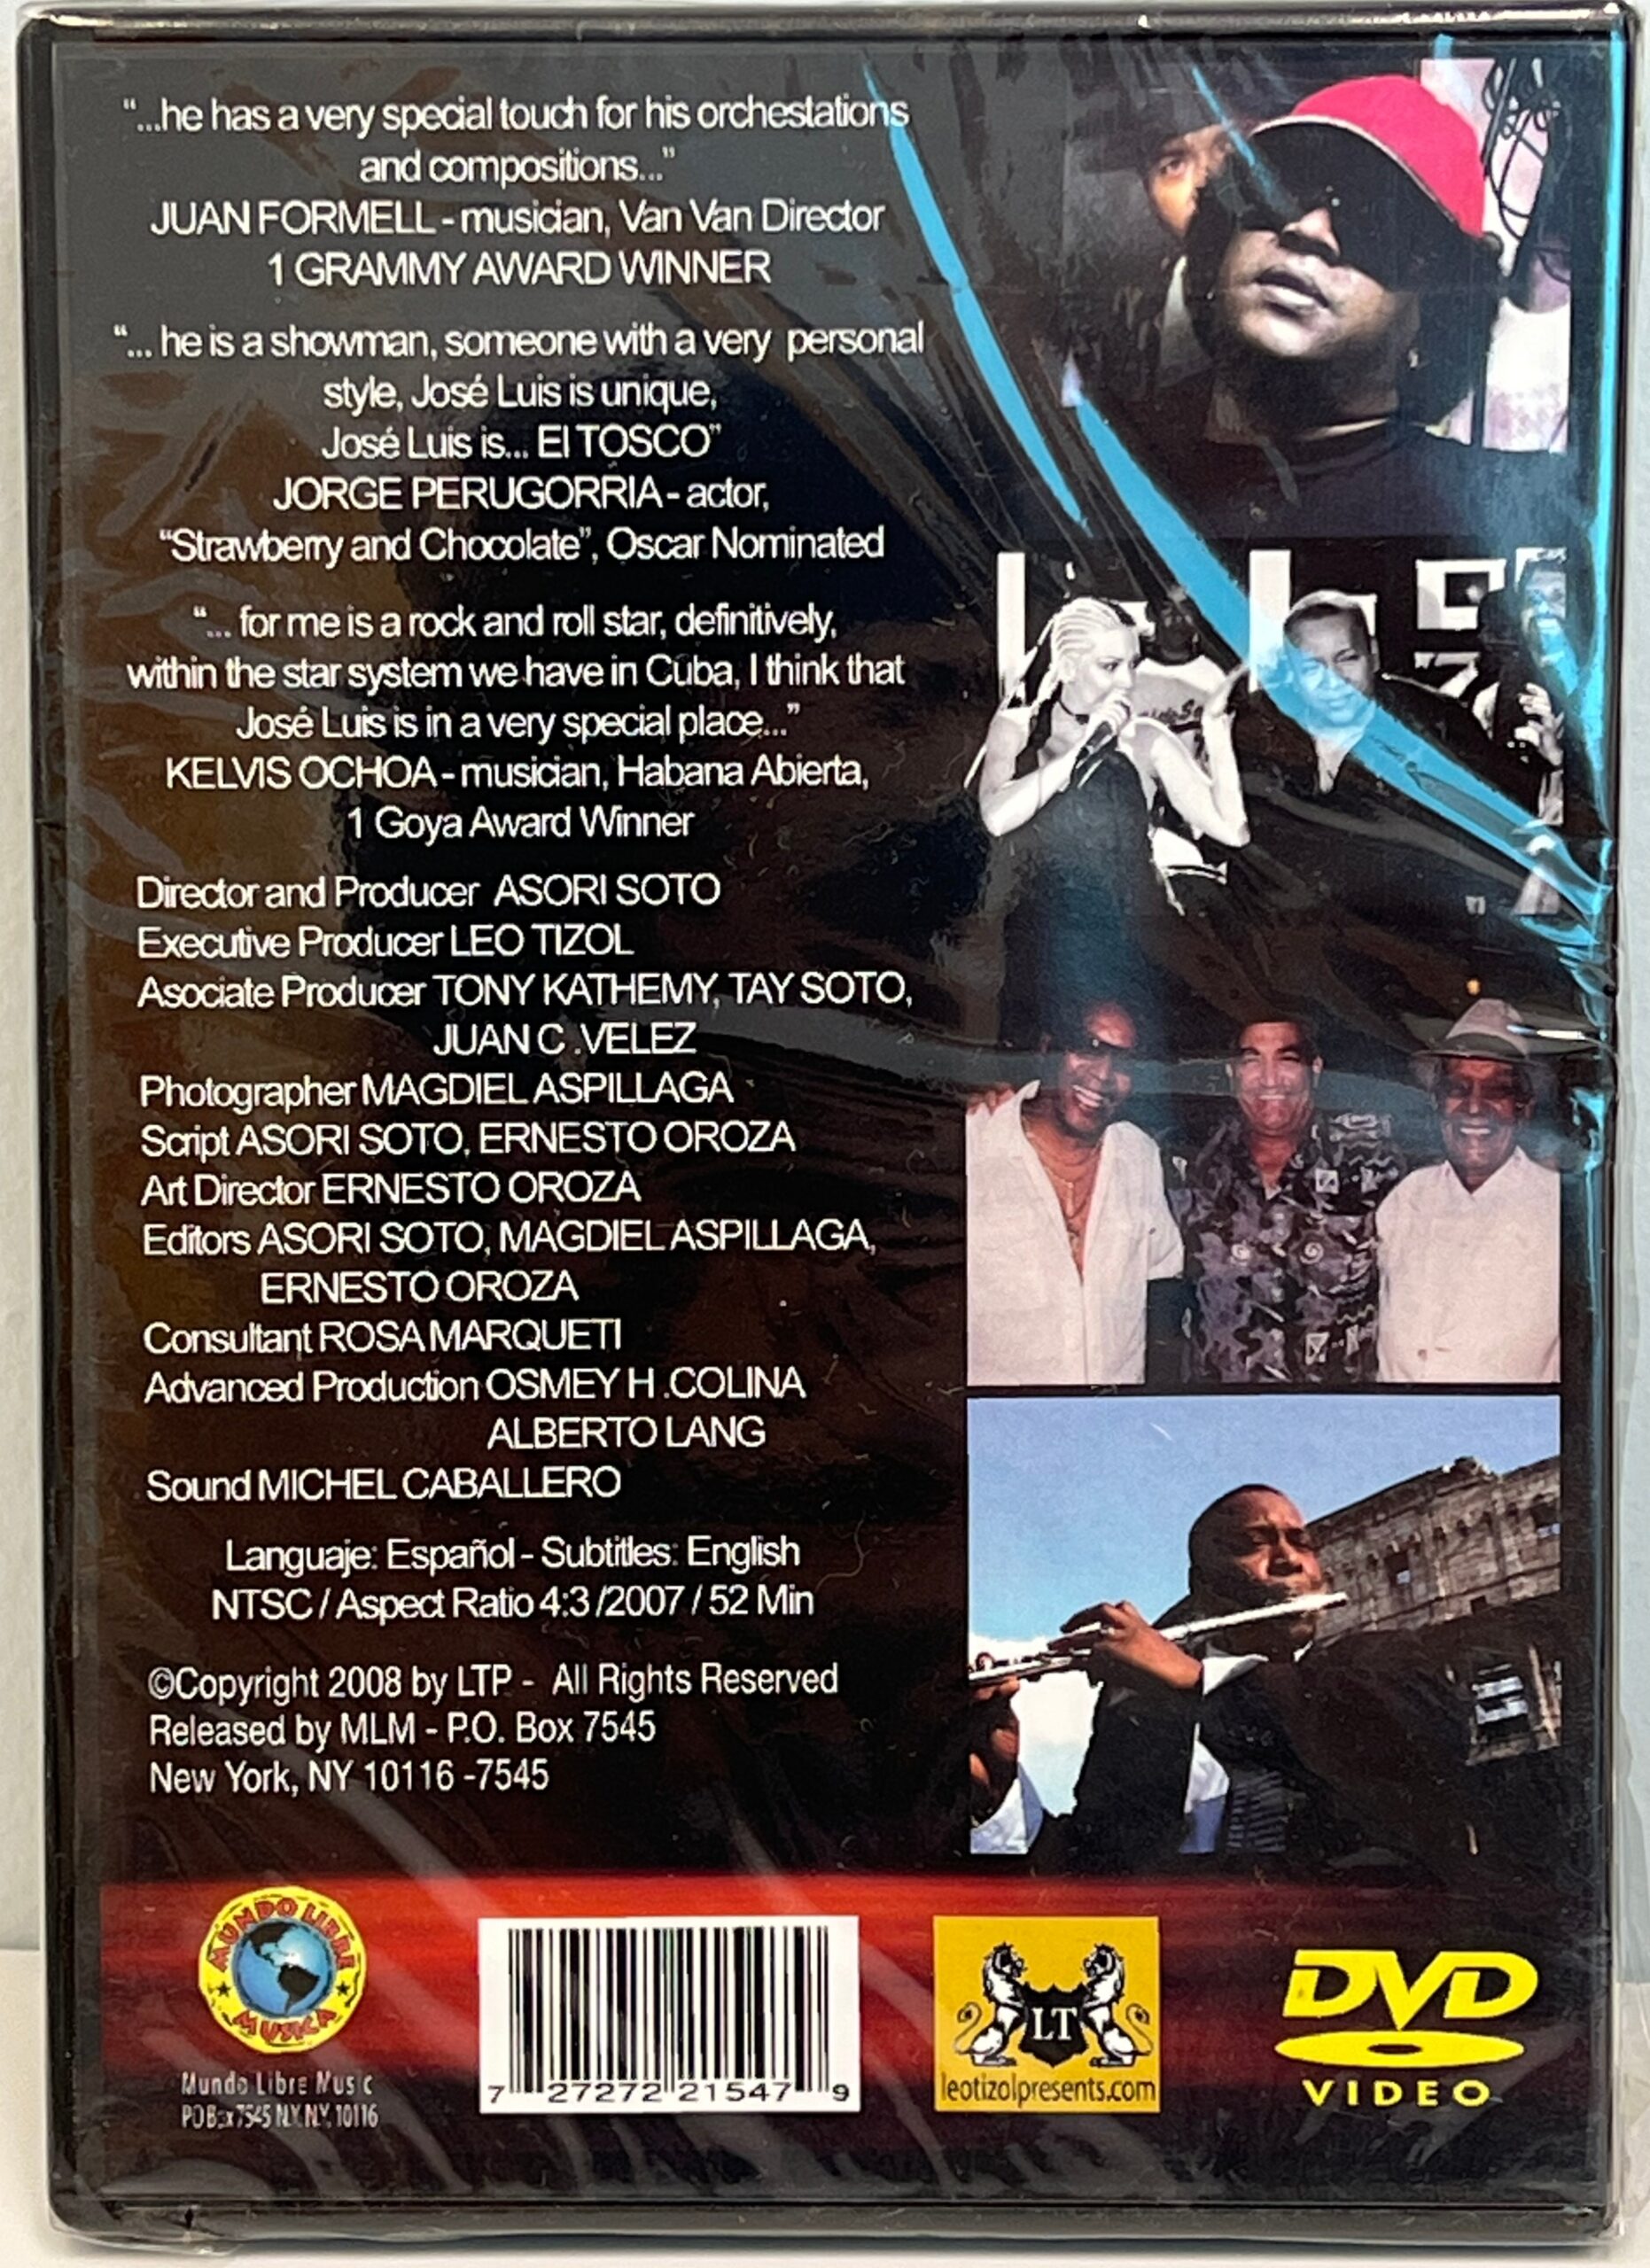 "...he has a very special touch for his orchestations
and compositions..."
JUAN FORMELL - musician, Van Van Director
1 GRAMMY AWARD WINNER
"... he is a showman, someone with a very personal
style, José Luis is unique,
José Luis is... El TOSCO"
JORGE PERUGORRIA - actor,
"Strawberry and Chocolate", Oscar Nominated
"... for me is a rock and roll star, definitively,
within the star system we have in Cuba, I think that
José Luis is in a very special place..."
KELVIS OCHOA - musician, Habana Abierta,
1 Goya Award Winner
Director and Producer ASORI SOTO
Executive Producer LEO TIZOL
Asociate Producer TONY KATHEMY, TAY SOTO,
JUAN C .VELEZ
Photographer MAGDIEL ASPILLAGA
Script ASORI SOTO, ERNESTO OROZA
Art Director ERNESTO OROZA
Editors ASORI SOTO, MAGDIEL ASPILLAGA,
ERNESTO OROZA
Consultant ROSA MARQUETI
Advanced Production OSMEY H .COLINA
ALBERTO LANG
Sound MICHEL CABALLERO
Languaje: Español - Subtitles: English
NTSC / Aspect Ratio 4:3 /2007 / 52 Min
©Copyright 2008 by LTP - All Rights Reserved
Released by MLM - P.O. Box 7545
New York, NY 10116 -7545
MUNDO LIBRE
MUSICA
Mundo Libre Music
PO Box 7545 N.Y. N.Y. 10116
7 27272 21547 9
LT
leotizolpresents.com
DVD
VIDEO